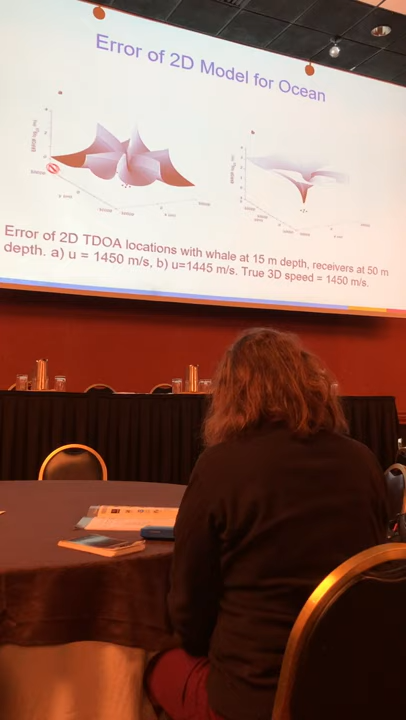 Error of 2D Model for Ocean
a
b
Error of 2D TDOA locations with whale at 15 m depth, receivers at 50 m
depth. a) u = 1450 m/s, b) u=1445 m/s. True 3D speed = 1450 m/s.